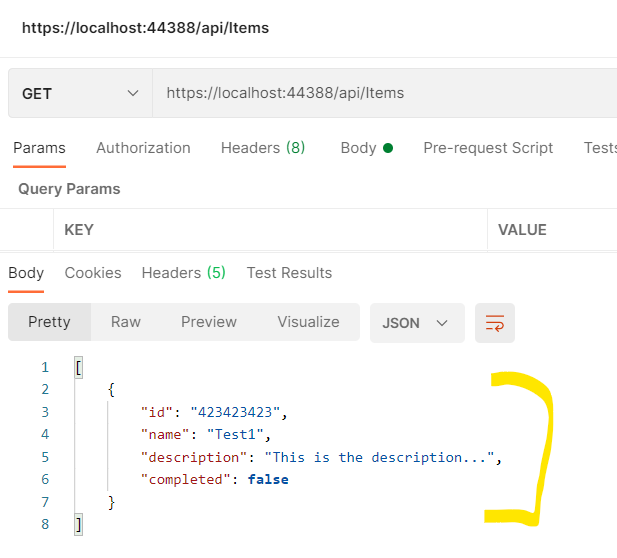 https://localhost:44388/api/Items
GET https://localhost:44388/api/Items
Params Authorization Headers (8) Body Pre-request Script Tests
Query Params
KEY VALUE
Body Cookies Headers (5) Test Results
Pretty Raw Preview Visualize JSON
1 [
2 {
3 "id": "423423423",
4 "name": "Test1",
5 "description": "This is the description...",
6 "completed": false
7 }
8 ]